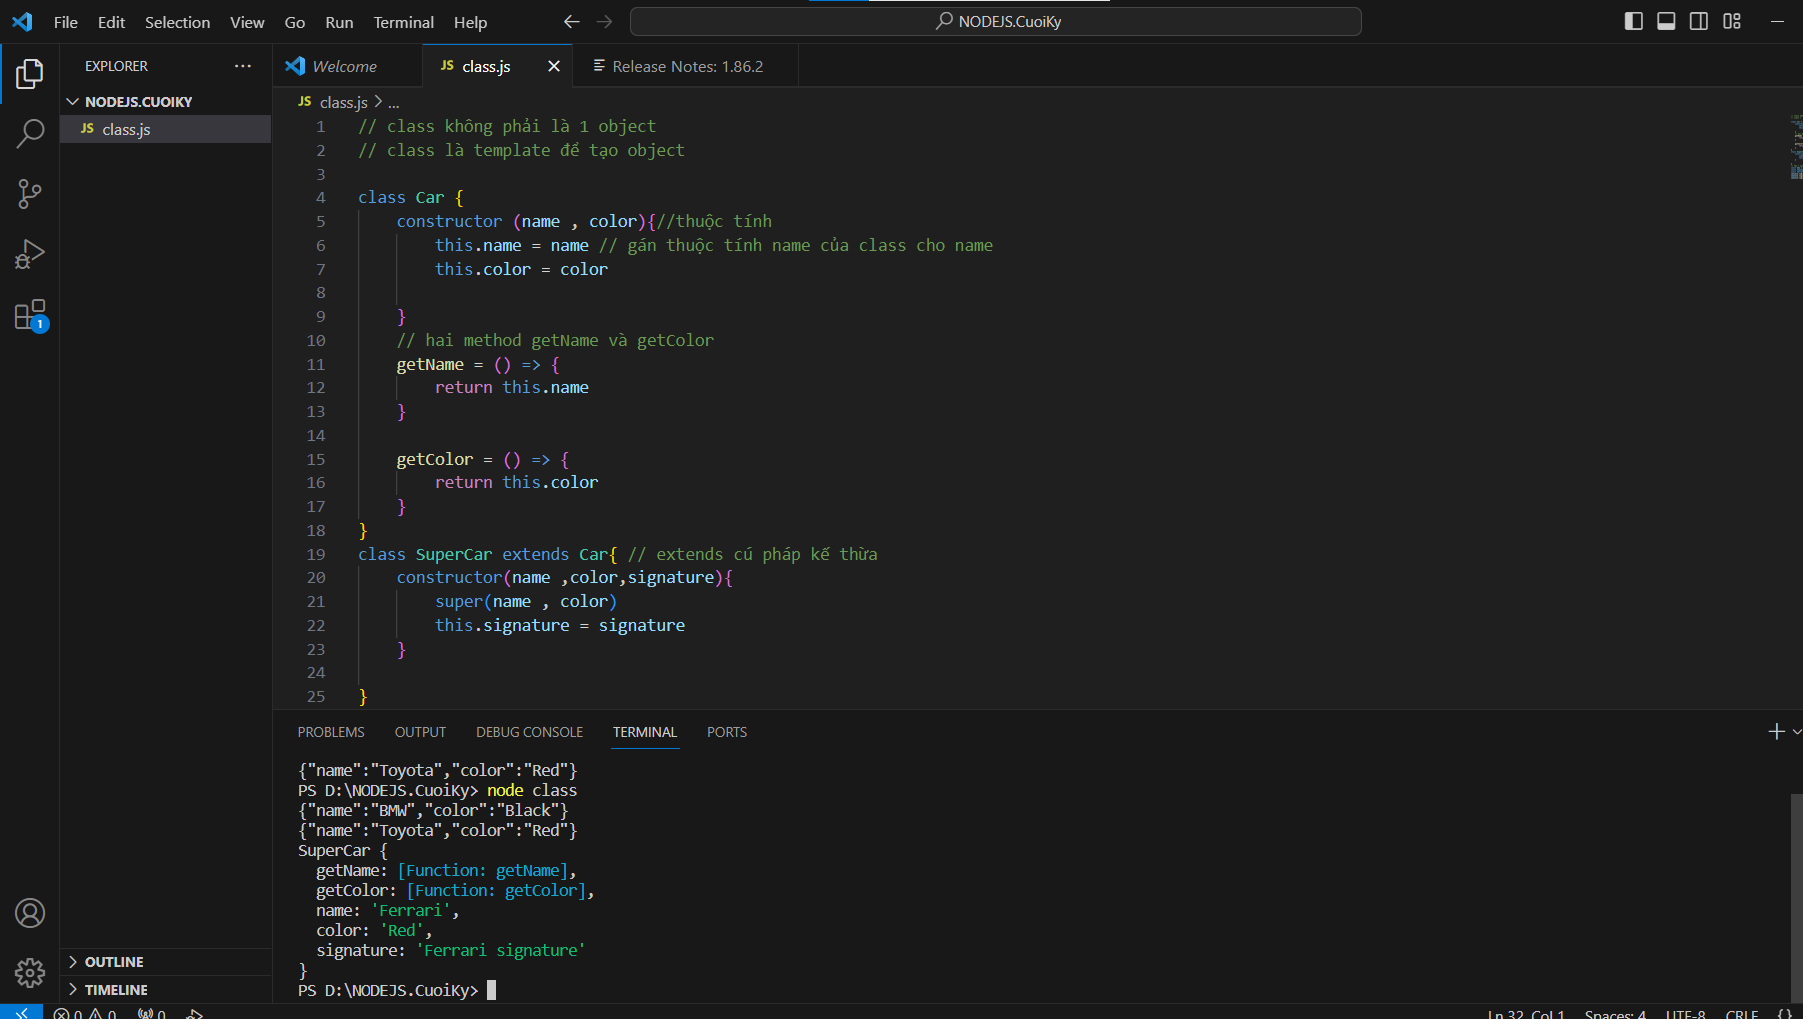 File Edit Selection View Go Run Terminal Help
NODEJS.CuoiKy
EXPLORER
Welcome
JS class.js
Release Notes: 1.86.2
NODEJS.CUOIKY
JS class.js
JS class.js > ...
1 // class không phải là 1 object
2 // class là template để tạo object
3
4 class Car {
5 constructor (name , color){//thuộc tính
6 this.name = name // gán thuộc tính name của class cho name
7 this.color = color
8
9 }
10 // hai method getName và getColor
11 getName = () => {
12 return this.name
13 }
14
15 getColor = () => {
16 return this.color
17 }
18 }
19 class SuperCar extends Car{ // extends cú pháp kế thừa
20 constructor(name ,color,signature){
21 super(name , color)
22 this.signature = signature
23 }
24
25 }
1
PROBLEMS OUTPUT DEBUG CONSOLE TERMINAL PORTS
{"name":"Toyota","color":"Red"}
PS D:\NODEJS.CuoiKy> node class
{"name":"BMW","color":"Black"}
{"name":"Toyota","color":"Red"}
SuperCar {
getName: [Function: getName],
getColor: [Function: getColor],
name: 'Ferrari',
color: 'Red',
signature: 'Ferrari signature'
}
PS D:\NODEJS.CuoiKy>
OUTLINE
TIMELINE
0 0 0
Ln 32, Col 1 Spaces: 4 UTF-8 CRLF {}